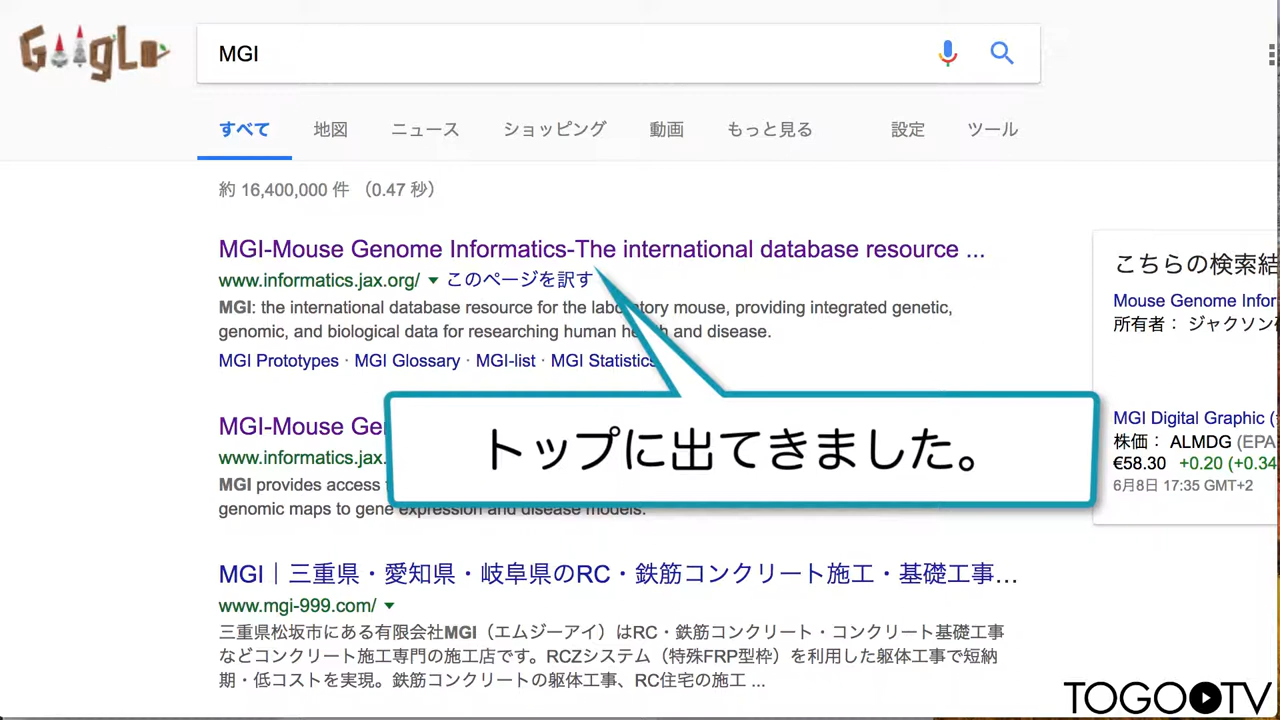 Google
MGI
すべて 地図 ニュース ショッピング 動画 もっと見る 設定 ツール
約 16,400,000 件 （0.47 秒）
MGI-Mouse Genome Informatics-The international database resource ...
www.informatics.jax.org/ このページを訳す
MGI: the international database resource for the laboratory mouse, providing integrated genetic,
genomic, and biological data for researching human health and disease.
MGI Prototypes · MGI Glossary · MGI-list · MGI Statistics
トップに出てきました。
MGI-Mouse Ge
www.informatics.jax.
MGI provides access
genomic maps to gene expression and disease models.
MGI｜三重県・愛知県・岐阜県のRC・鉄筋コンクリート施工・基礎工事...
www.mgi-999.com/
三重県松坂市にある有限会社MGI（エムジーアイ）はRC・鉄筋コンクリート・コンクリート基礎工事
などコンクリート施工専門の施工店です。RCZシステム（特殊FRP型枠）を利用した躯体工事で短納
期・低コストを実現。鉄筋コンクリートの躯体工事、RC住宅の施工 ...
こちらの検索結
Mouse Genome Infor
所有者： ジャクソン
MGI Digital Graphic (
株価： ALMDG (EPA
€58.30 +0.20 (+0.34
6月8日 17:35 GMT+2
TOGOTV